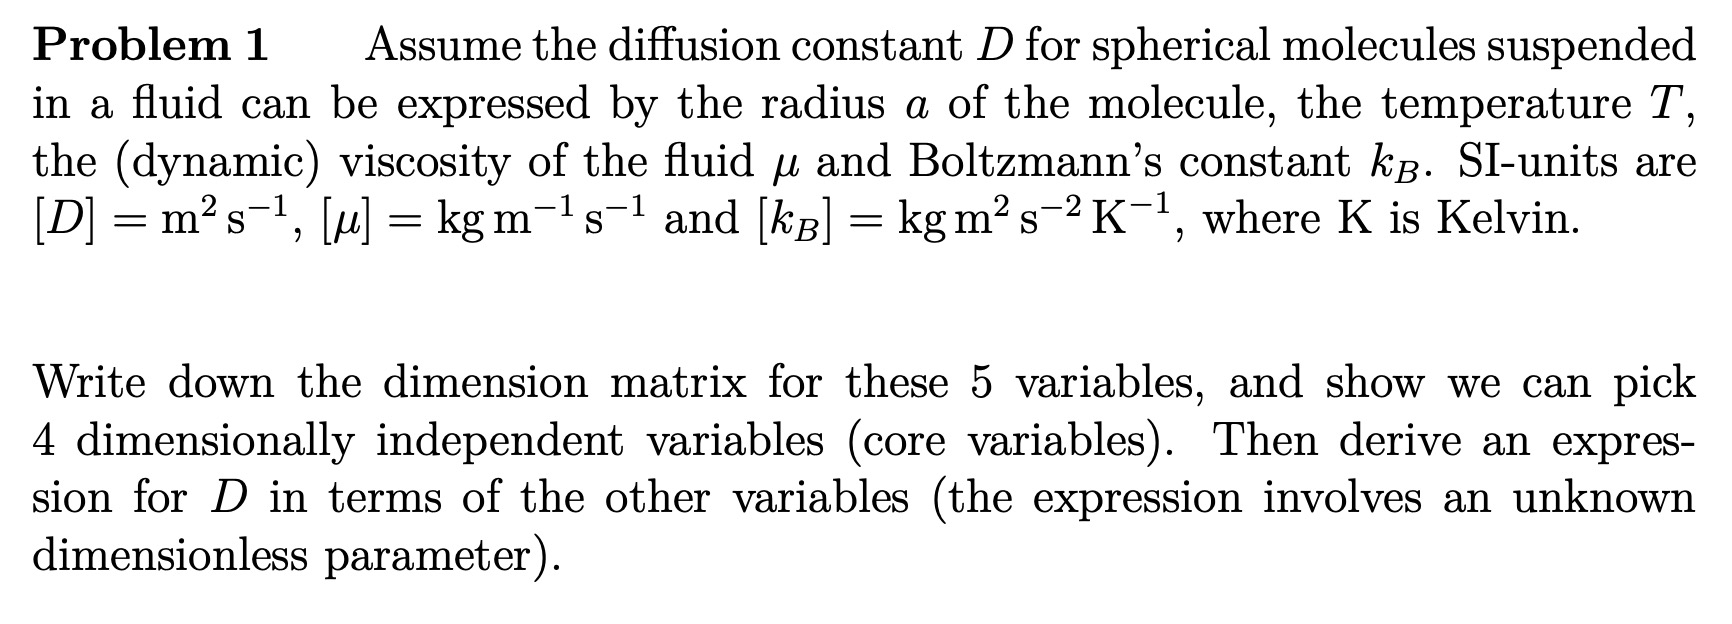 Problem 1 Assume the diffusion constant D for spherical molecules suspended
in a fluid can be expressed by the radius a of the molecule, the temperature T,
the (dynamic) viscosity of the fluid μ and Boltzmann's constant k_B. SI-units are
[D] = m² s⁻¹, [μ] = kg m⁻¹ s⁻¹ and [k_B] = kg m² s⁻² K⁻¹, where K is Kelvin.
Write down the dimension matrix for these 5 variables, and show we can pick
4 dimensionally independent variables (core variables). Then derive an expres-
sion for D in terms of the other variables (the expression involves an unknown
dimensionless parameter).